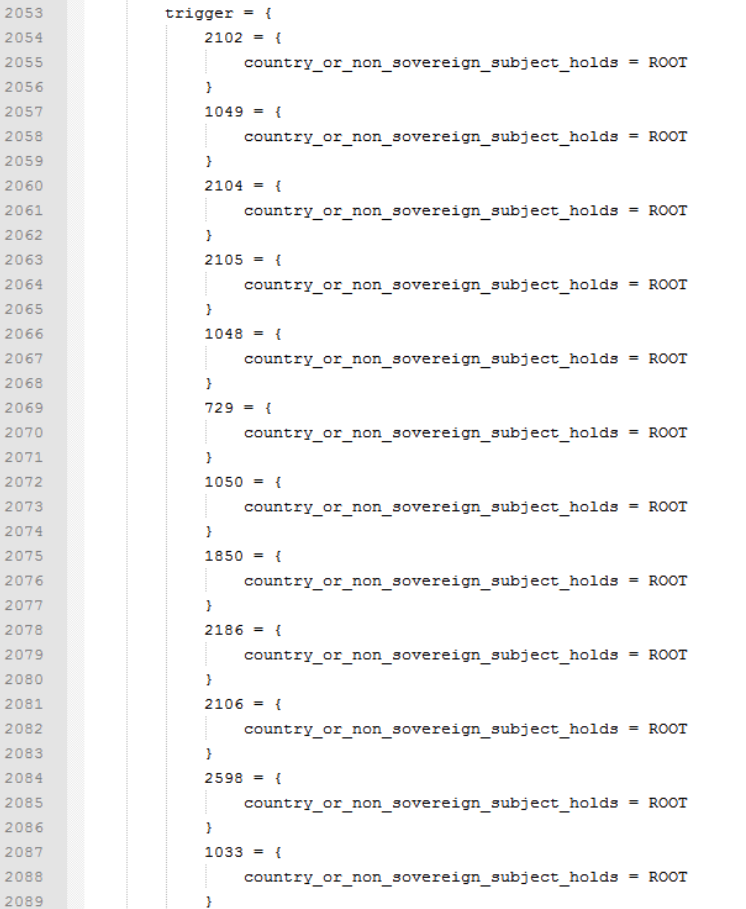 2053 trigger = {
2054 2102 = {
2055 country_or_non_sovereign_subject_holds = ROOT
2056 }
2057 1049 = {
2058 country_or_non_sovereign_subject_holds = ROOT
2059 }
2060 2104 = {
2061 country_or_non_sovereign_subject_holds = ROOT
2062 }
2063 2105 = {
2064 country_or_non_sovereign_subject_holds = ROOT
2065 }
2066 1048 = {
2067 country_or_non_sovereign_subject_holds = ROOT
2068 }
2069 729 = {
2070 country_or_non_sovereign_subject_holds = ROOT
2071 }
2072 1050 = {
2073 country_or_non_sovereign_subject_holds = ROOT
2074 }
2075 1850 = {
2076 country_or_non_sovereign_subject_holds = ROOT
2077 }
2078 2186 = {
2079 country_or_non_sovereign_subject_holds = ROOT
2080 }
2081 2106 = {
2082 country_or_non_sovereign_subject_holds = ROOT
2083 }
2084 2598 = {
2085 country_or_non_sovereign_subject_holds = ROOT
2086 }
2087 1033 = {
2088 country_or_non_sovereign_subject_holds = ROOT
2089 }